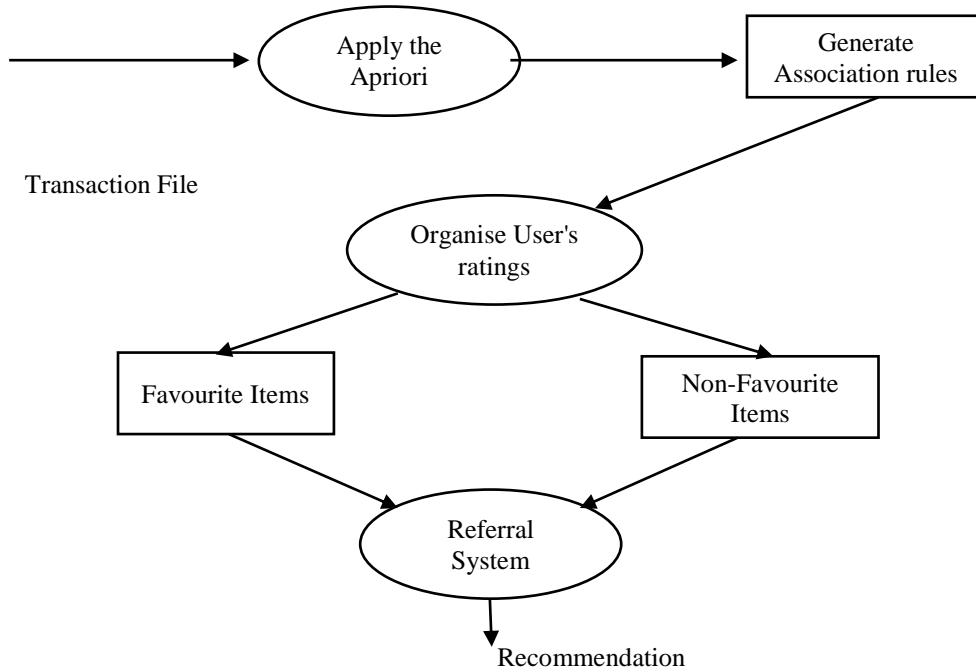 Apply the
Apriori
Generate
Association rules
Transaction File
Organise User's
ratings
Favourite Items
Non-Favourite
Items
Referral
System
Recommendation